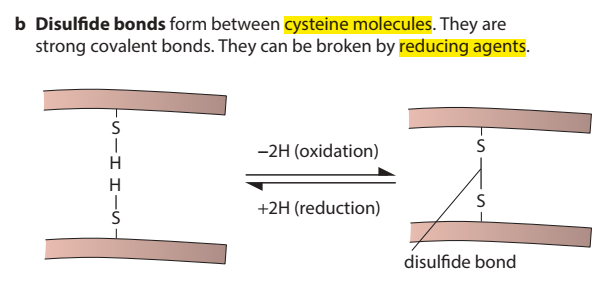 b Disulfide bonds form between cysteine molecules. They are
strong covalent bonds. They can be broken by reducing agents.
S
H
H
S
–2H (oxidation)
+2H (reduction)
S
S
disulfide bond